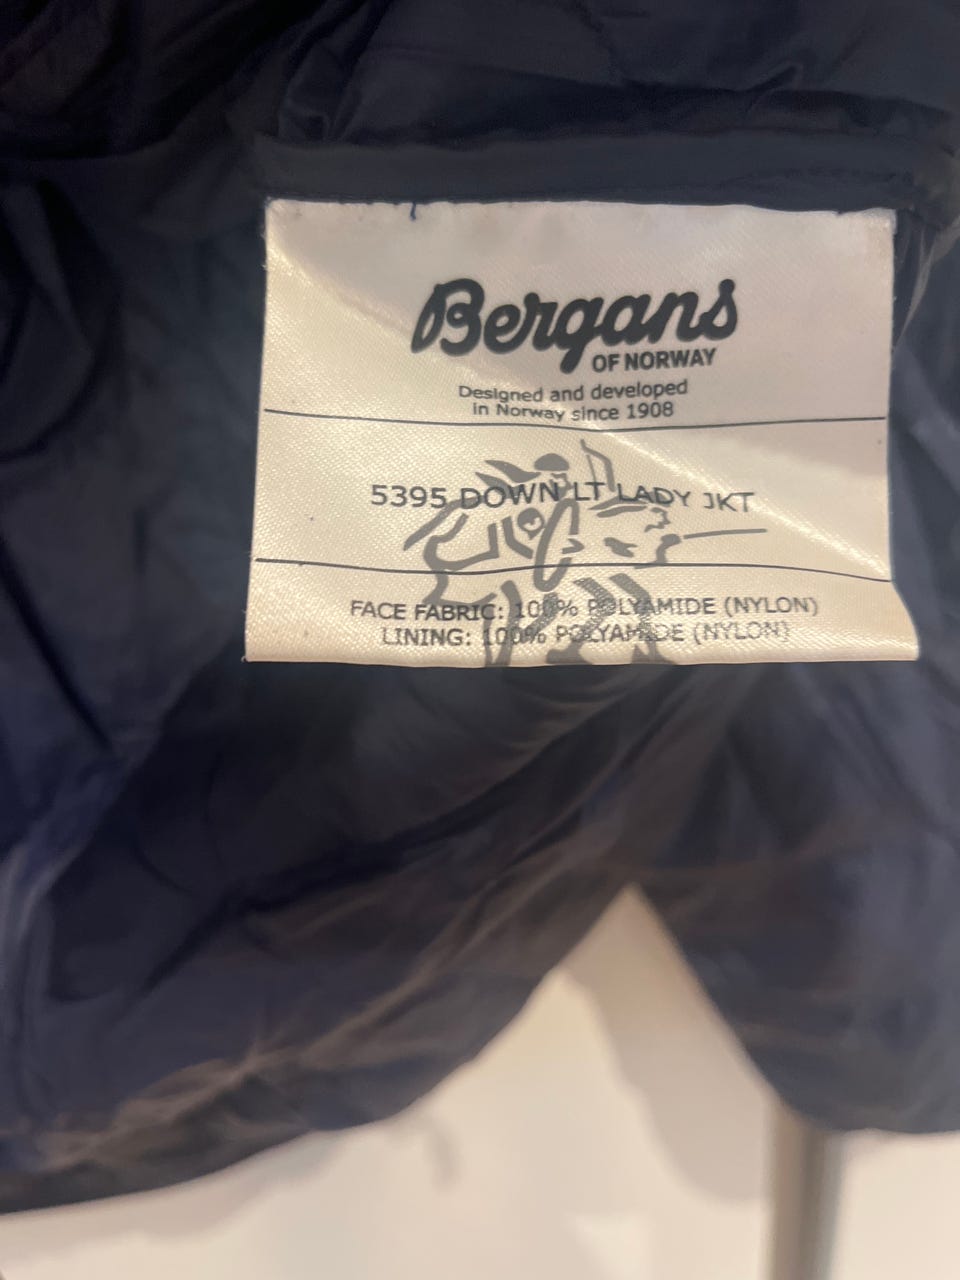 Bergans
OF NORWAY
Designed and developed
in Norway since 1908
5395 DOWN LT LADY JKT
FACE FABRIC: 100% POLYAMIDE (NYLON)
LINING: 100% POLYAMIDE (NYLON)